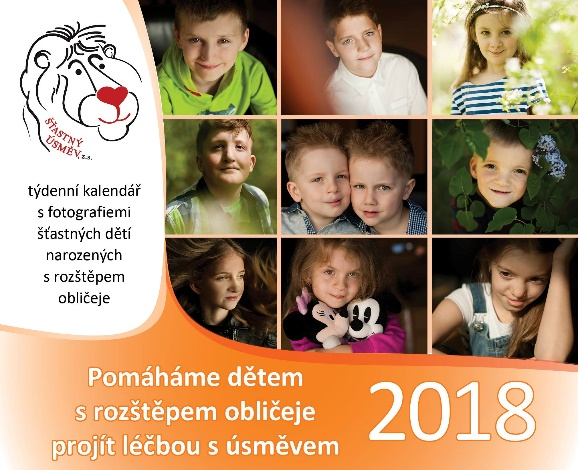 ŠŤASTNÝ
ÚSMĚV, z.s.
týdenní kalendář
s fotografiemi
šťastných dětí
narozených
s rozštěpem
obličeje
Pomáháme dětem
s rozštěpem obličeje
projít léčbou s úsměvem
2018